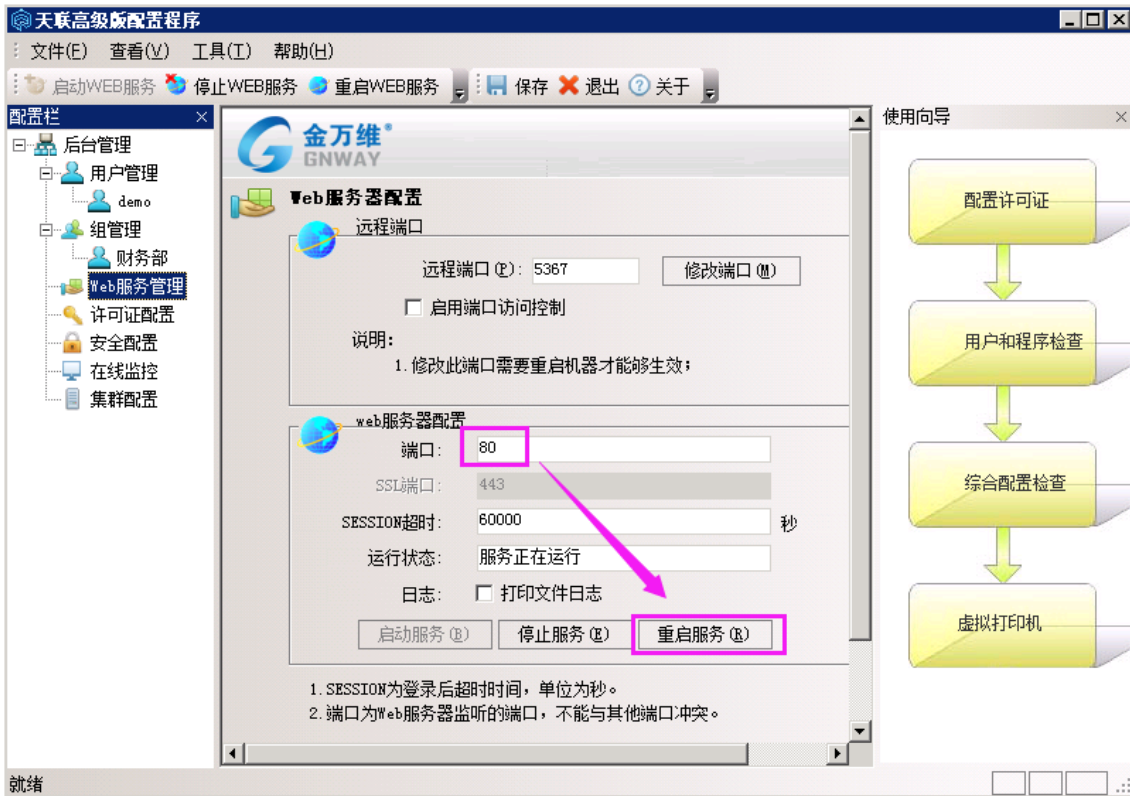 天联高级版配置程序
文件(F) 查看(V) 工具(T) 帮助(H)
启动WEB服务 停止WEB服务 重启WEB服务 保存 退出 关于
配置栏
后台管理
用户管理
demo
组管理
财务部
Web服务管理
许可证配置
安全配置
在线监控
集群配置
金万维®
GNWAY
Web服务器配置
远程端口
远程端口(P): 5367 修改端口(M)
启用端口访问控制
说明:
1.修改此端口需要重启机器才能够生效;
web服务器配置
端口: 80
SSL端口: 443
SESSION超时: 60000 秒
运行状态: 服务正在运行
日志: 打印文件日志
启动服务(B) 停止服务(E) 重启服务(R)
1.SESSION为登录后超时时间，单位为秒。
2.端口为Web服务器监听的端口，不能与其他端口冲突。
使用向导
配置许可证
用户和程序检查
综合配置检查
虚拟打印机
就绪